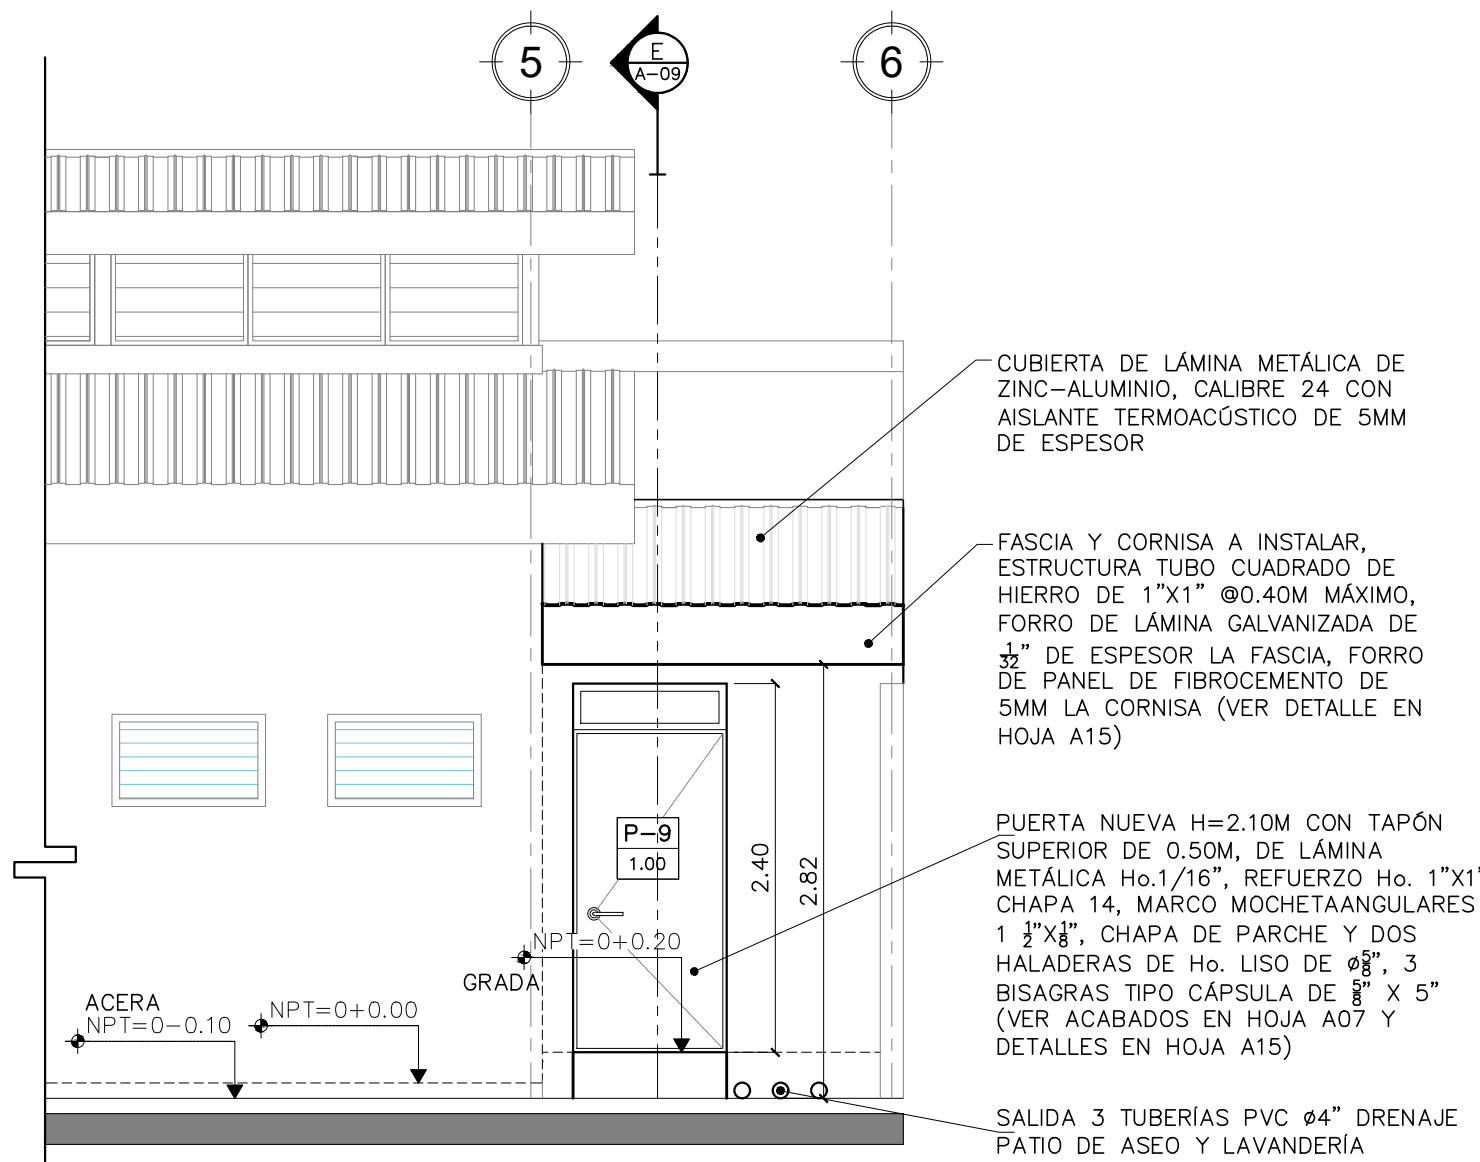 5
E
A-09
6
CUBIERTA DE LÁMINA METÁLICA DE
ZINC-ALUMINIO, CALIBRE 24 CON
AISLANTE TERMOACÚSTICO DE 5MM
DE ESPESOR
FASCIA Y CORNISA A INSTALAR,
ESTRUCTURA TUBO CUADRADO DE
HIERRO DE 1"X1" @0.40M MÁXIMO,
FORRO DE LÁMINA GALVANIZADA DE
1/32" DE ESPESOR LA FASCIA, FORRO
DE PANEL DE FIBROCEMENTO DE
5MM LA CORNISA (VER DETALLE EN
HOJA A15)
P-9
1.00
2.40
2.82
PUERTA NUEVA H=2.10M CON TAPÓN
SUPERIOR DE 0.50M, DE LÁMINA
METÁLICA Ho.1/16", REFUERZO Ho. 1"X1"
CHAPA 14, MARCO MOCHETAANGULARES
1 1/2"X1/8", CHAPA DE PARCHE Y DOS
HALADERAS DE Ho. LISO DE ø5/8", 3
BISAGRAS TIPO CÁPSULA DE 5/8" X 5"
(VER ACABADOS EN HOJA A07 Y
DETALLES EN HOJA A15)
NPT=0+0.20
GRADA
ACERA
NPT=0-0.10
NPT=0+0.00
SALIDA 3 TUBERÍAS PVC ø4" DRENAJE
PATIO DE ASEO Y LAVANDERÍA